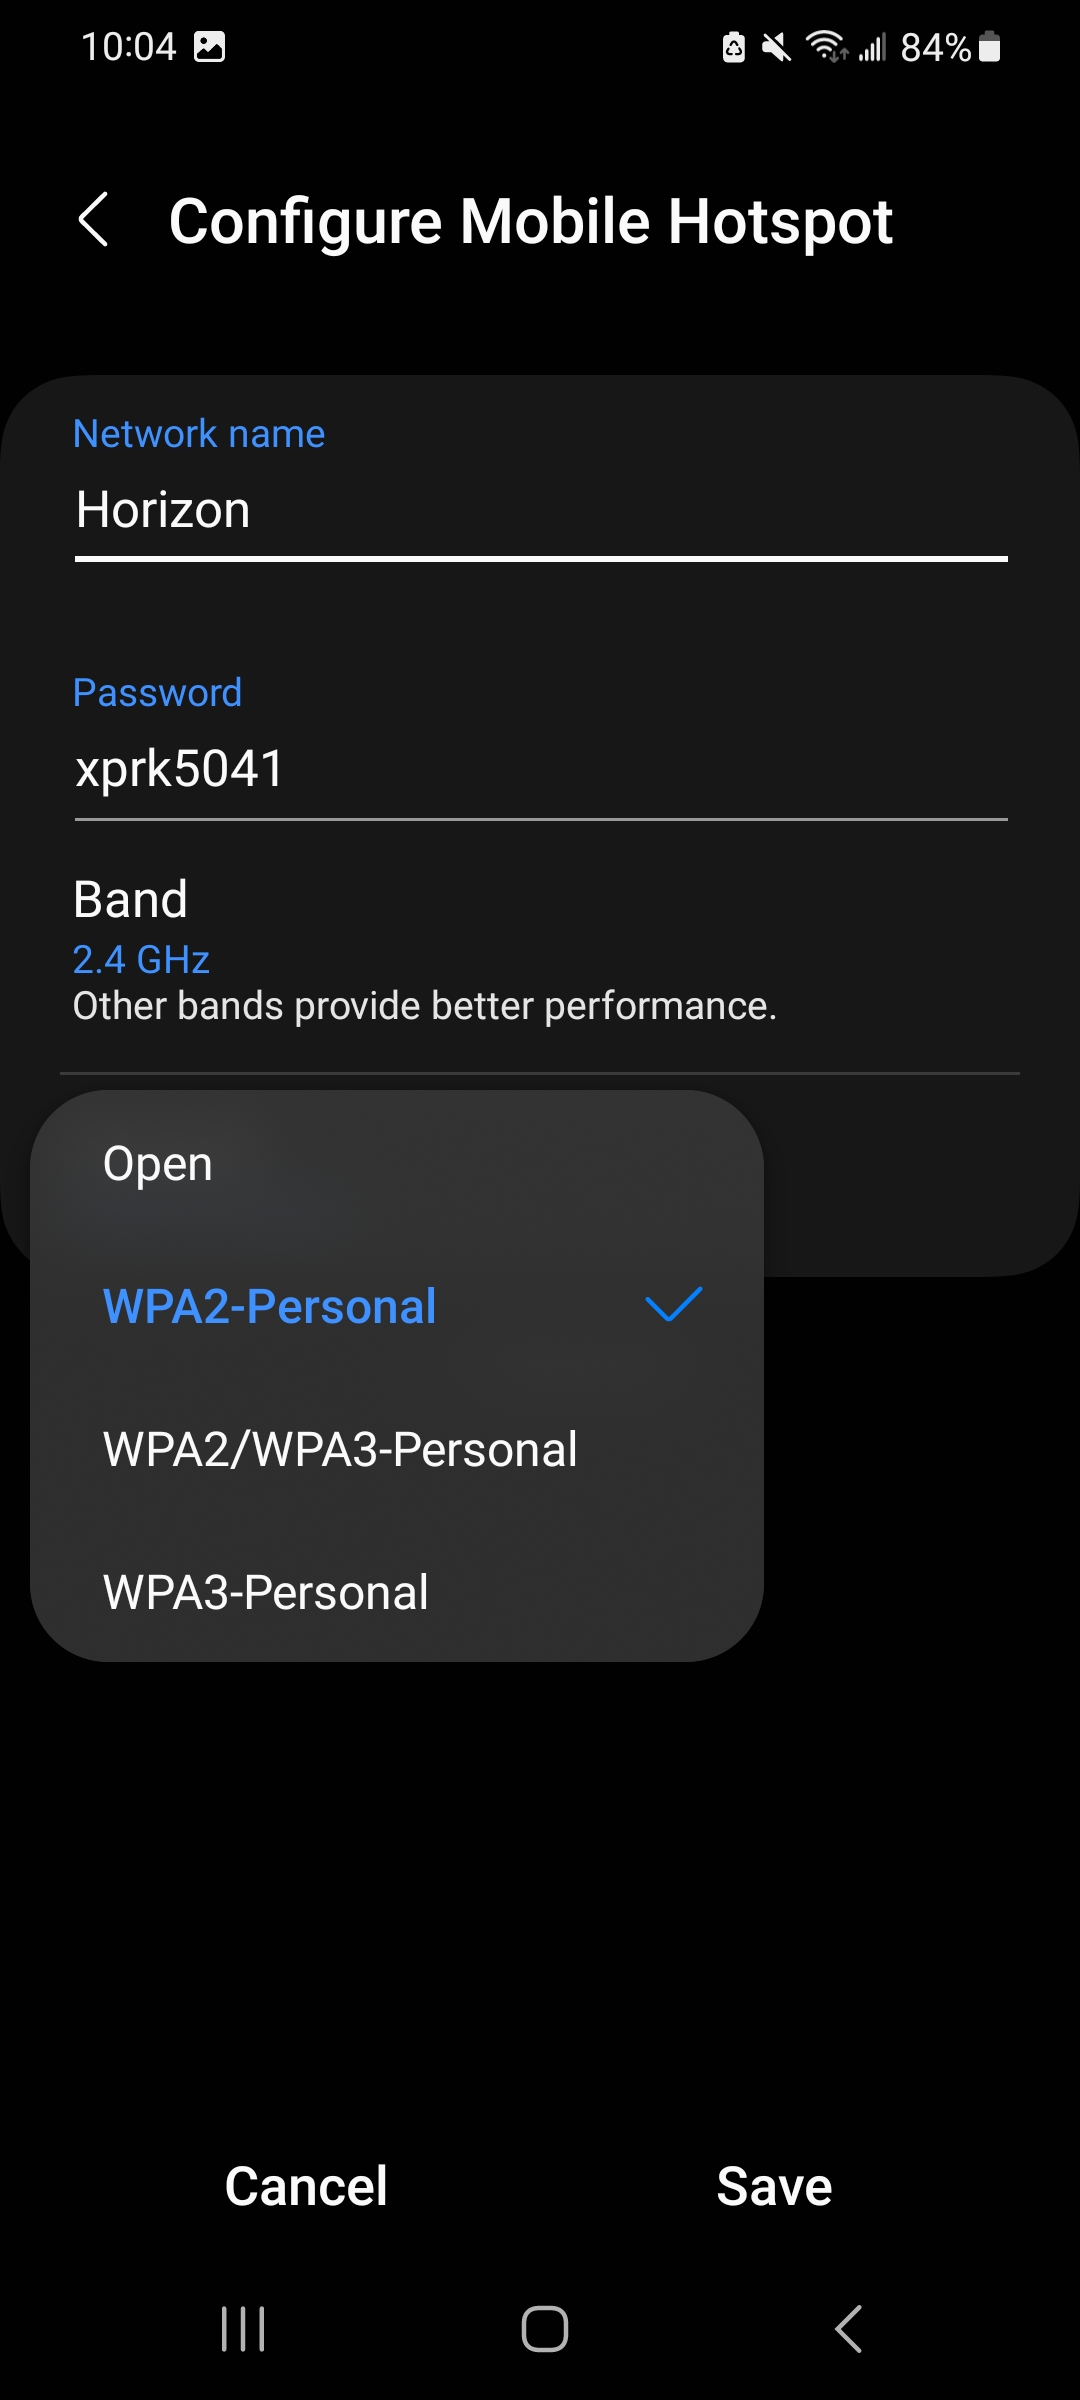 10:04
84%
Configure Mobile Hotspot
Network name
Horizon
Password
xprk5041
Band
2.4 GHz
Other bands provide better performance.
Open
WPA2-Personal
WPA2/WPA3-Personal
WPA3-Personal
Cancel
Save